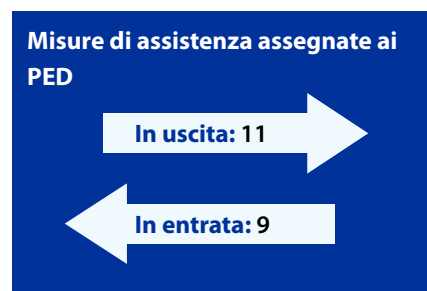 Misure di assistenza assegnate ai
PED
In uscita: 11
In entrata: 9